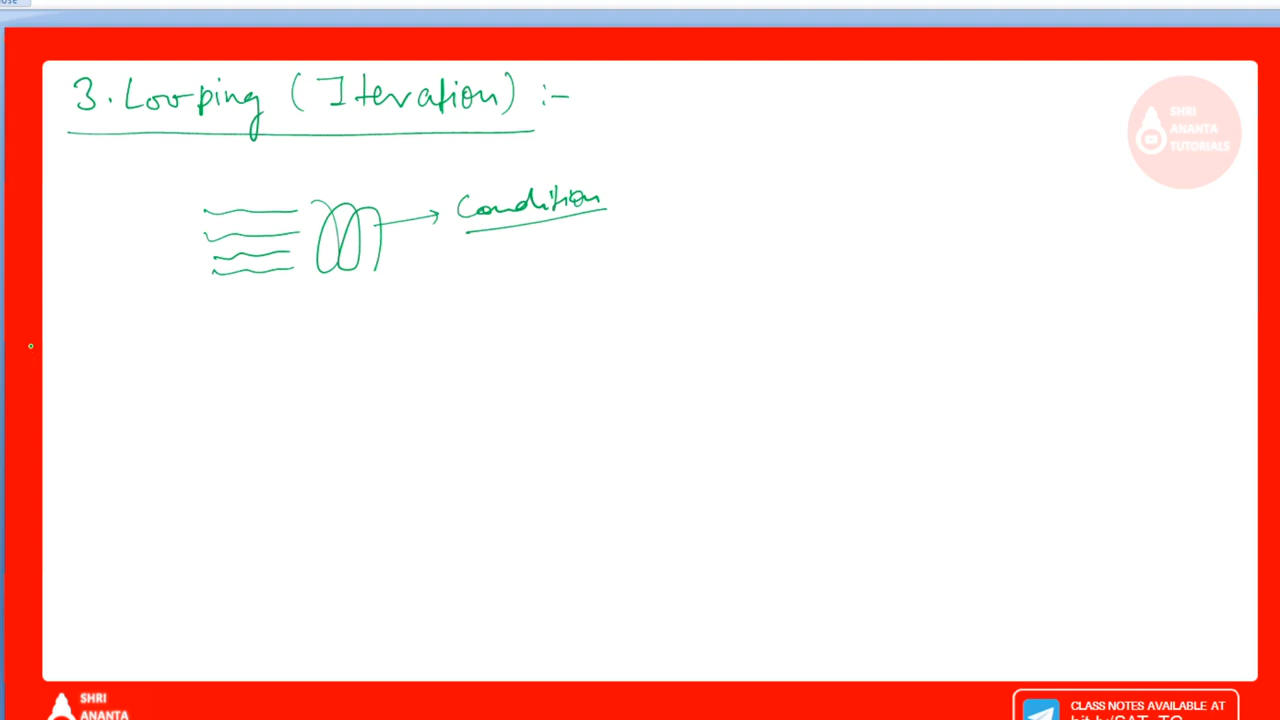 3. Looping (Iteration) :-
SHRI
ANANTA
TUTORIALS
Condition
SHRI
ANANTA
CLASS NOTES AVAILABLE AT